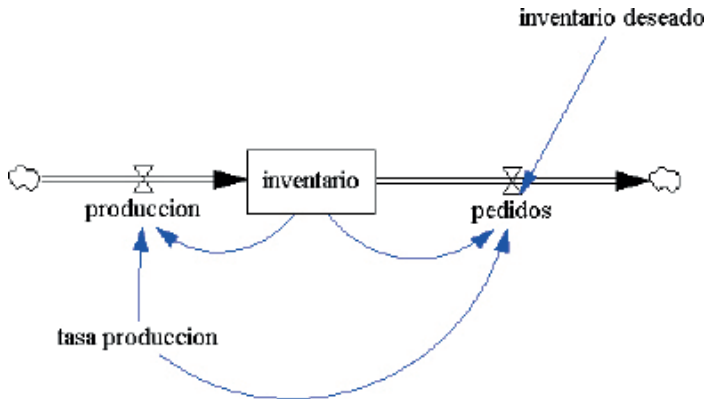 inventario deseado
inventario
produccion
pedidos
tasa produccion